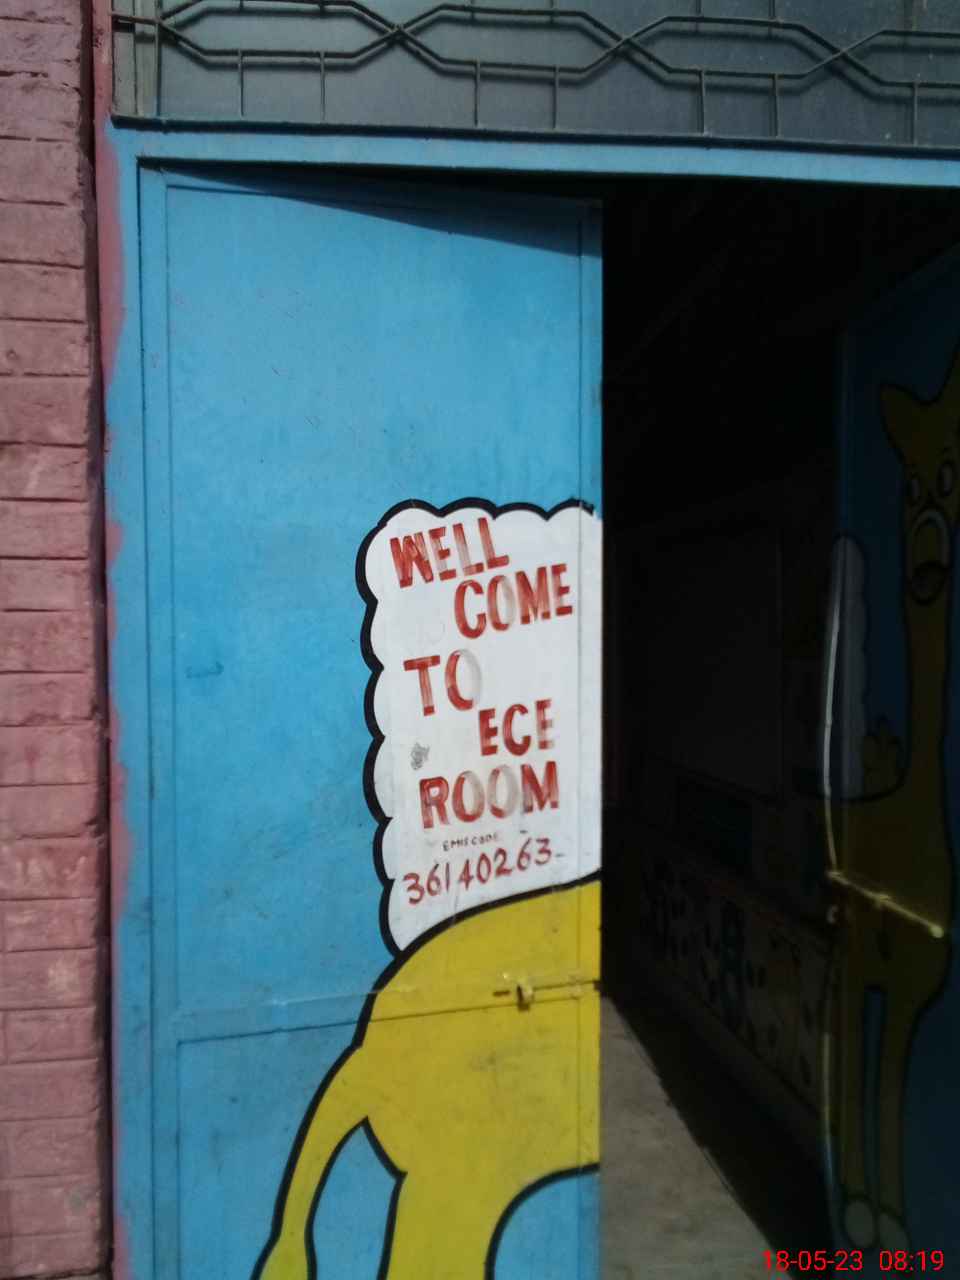 WELL
COME
TO
ECE
ROOM
EMIS CODE
36140263-
18-05-23 08:19